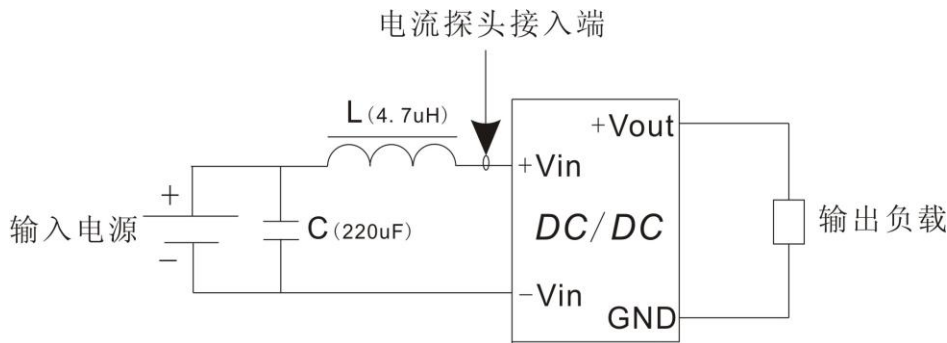 电流探头接入端
L(4.7uH)
+Vout
+Vin
+
输入电源
C(220uF)
DC/DC
输出负载
−
−Vin
GND